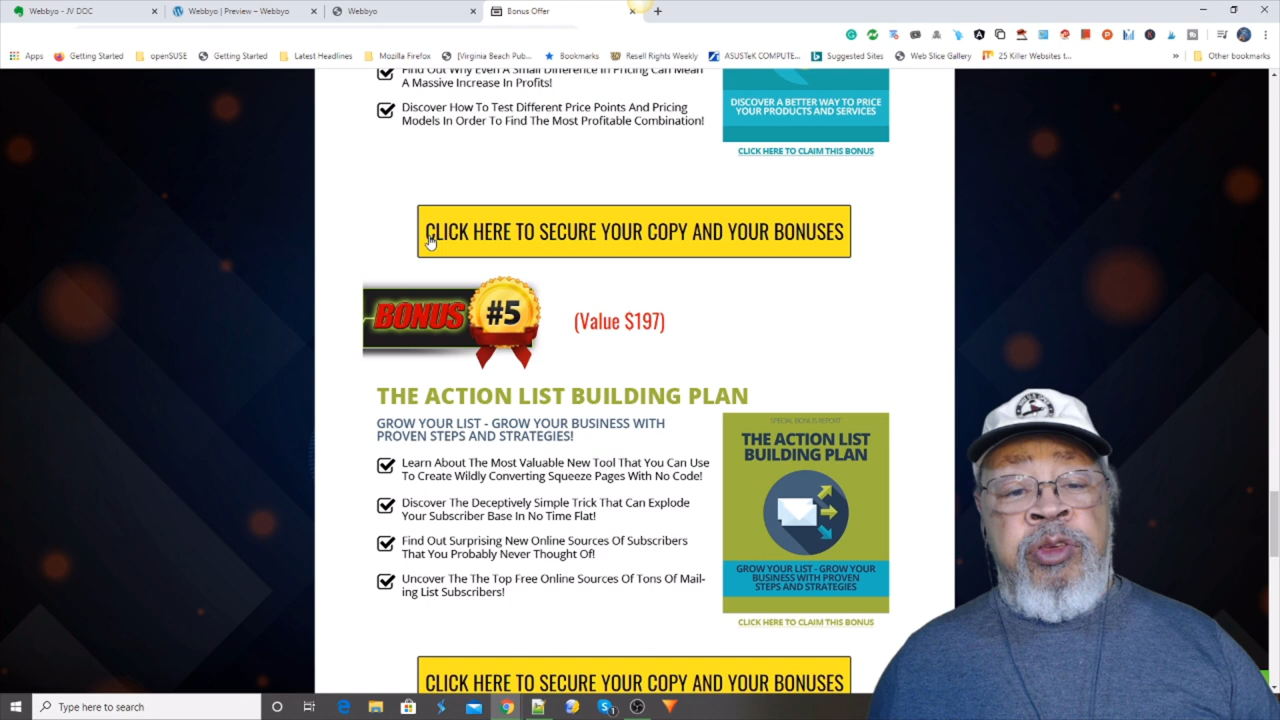 Webbyo - JV DOC
Webbyo | Preview – Webbyo
Webbyo
Bonus Offer
Apps
Getting Started
openSUSE
Getting Started
Latest Headlines
Mozilla Firefox
[Virginia Beach Pub...
Bookmarks
Resell Rights Weekly
ASUSTeK COMPUTE...
Suggested Sites
Web Slice Gallery
25 Killer Websites t...
»
Other bookmarks
Find Out Why Even A Small Difference In Pricing Can Mean
A Massive Increase In Profits!
Discover How To Test Different Price Points And Pricing
Models In Order To Find The Most Profitable Combination!
DISCOVER A BETTER WAY TO PRICE
YOUR PRODUCTS AND SERVICES
CLICK HERE TO CLAIM THIS BONUS
CLICK HERE TO SECURE YOUR COPY AND YOUR BONUSES
BONUS #5
(Value $197)
THE ACTION LIST BUILDING PLAN
GROW YOUR LIST - GROW YOUR BUSINESS WITH
PROVEN STEPS AND STRATEGIES!
Learn About The Most Valuable New Tool That You Can Use
To Create Wildly Converting Squeeze Pages With No Code!
Discover The Deceptively Simple Trick That Can Explode
Your Subscriber Base In No Time Flat!
Find Out Surprising New Online Sources Of Subscribers
That You Probably Never Thought Of!
Uncover The The Top Free Online Sources Of Tons Of Mail-
ing List Subscribers!
SPECIAL BONUS REPORT
THE ACTION LIST
BUILDING PLAN
GROW YOUR LIST - GROW YOUR
BUSINESS WITH PROVEN
STEPS AND STRATEGIES
CLICK HERE TO CLAIM THIS BONUS
CLICK HERE TO SECURE YOUR COPY AND YOUR BONUSES
Type here to search